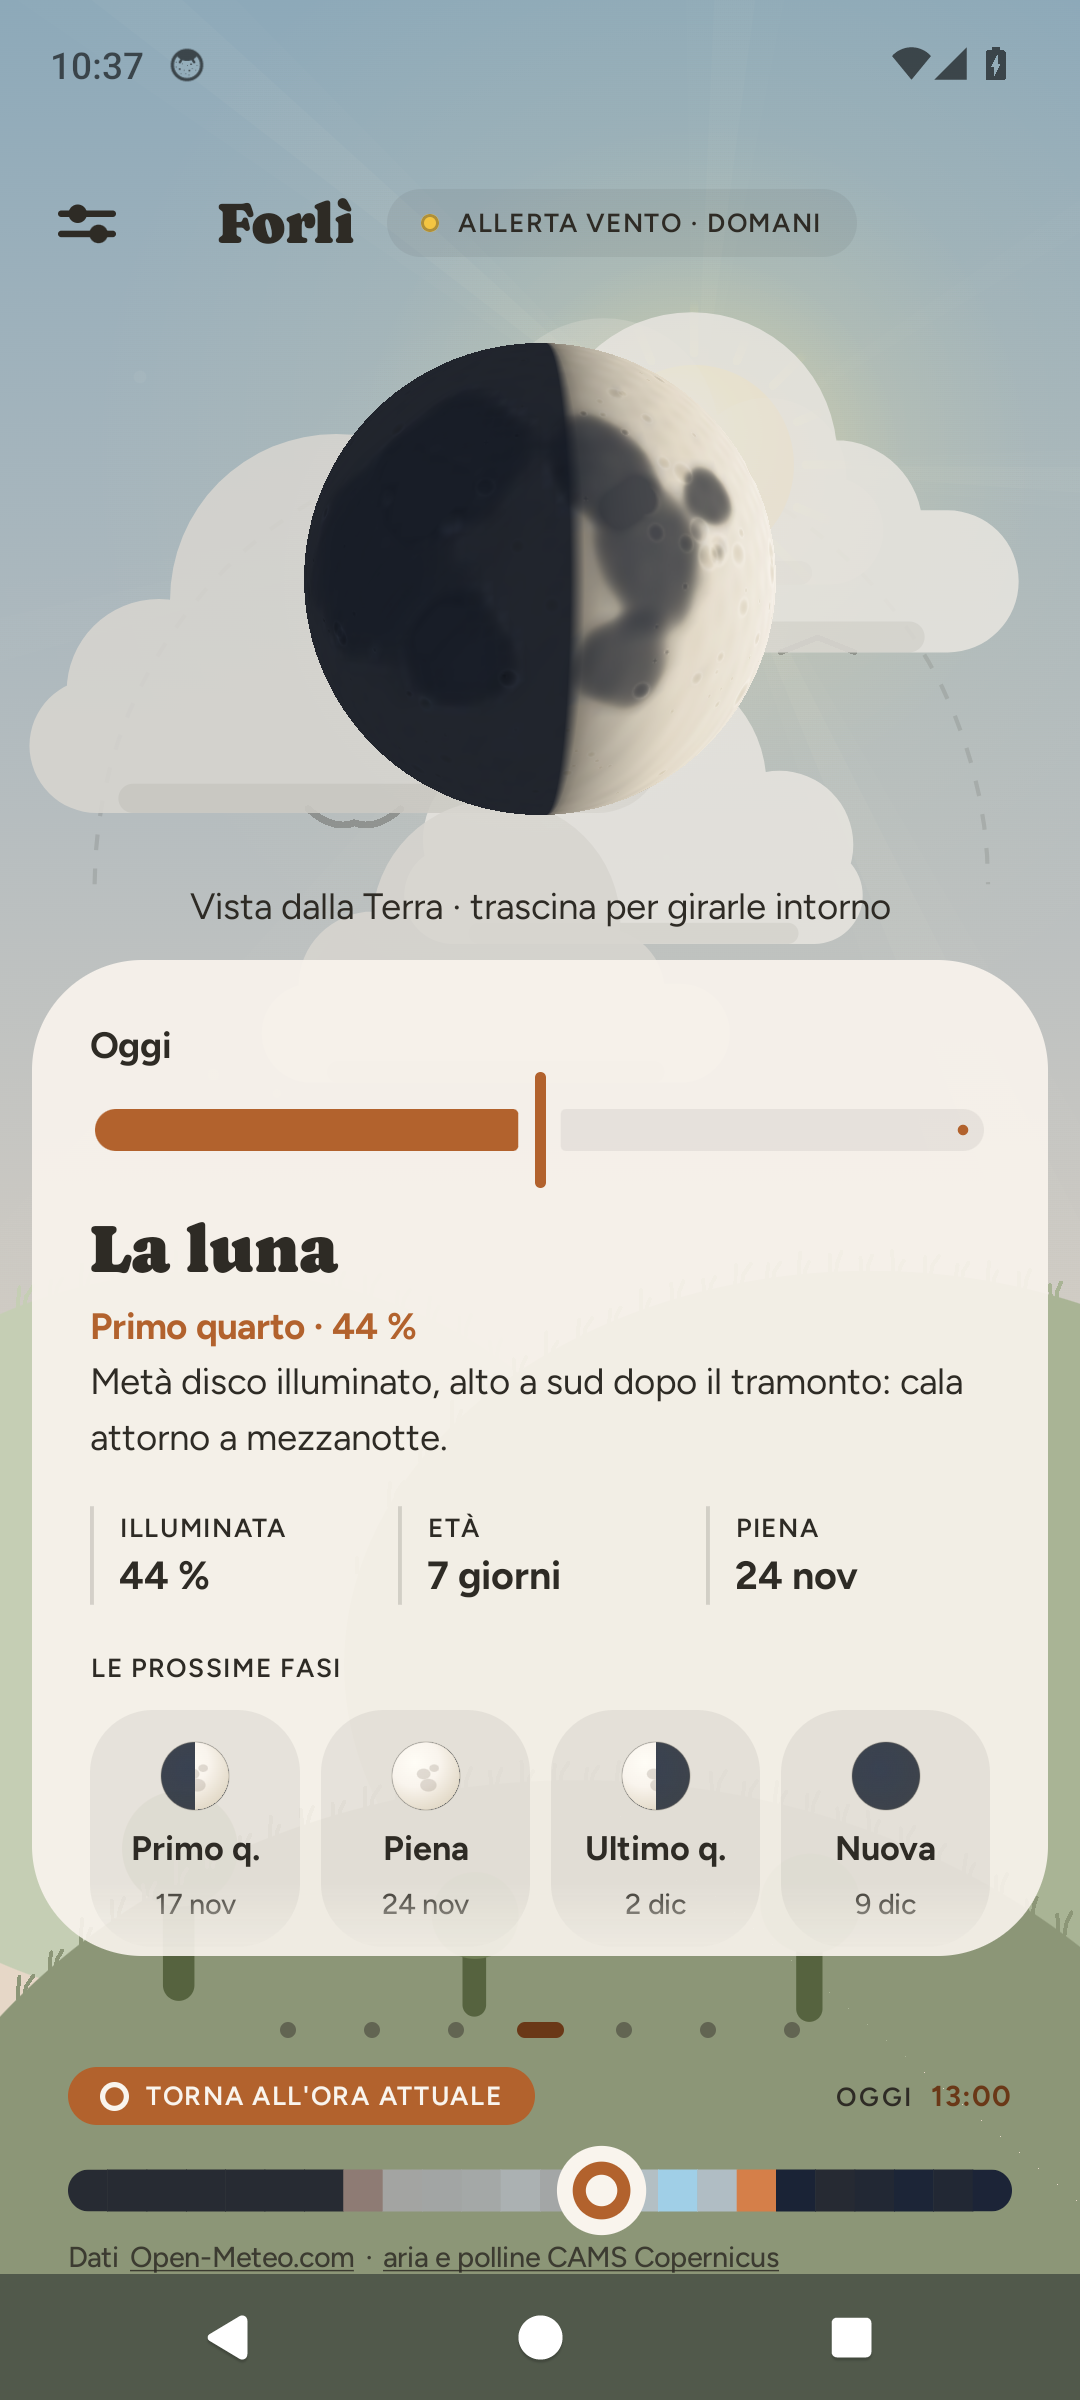 10:37
Forlì
ALLERTA VENTO · DOMANI
Vista dalla Terra · trascina per girarle intorno
Oggi
La luna
Primo quarto · 44 %
Metà disco illuminato, alto a sud dopo il tramonto: cala
attorno a mezzanotte.
ILLUMINATA ETÀ PIENA
44 % 7 giorni 24 nov
LE PROSSIME FASI
Primo q. Piena Ultimo q. Nuova
17 nov 24 nov 2 dic 9 dic
TORNA ALL'ORA ATTUALE OGGI 13:00
Dati Open-Meteo.com · aria e polline CAMS Copernicus